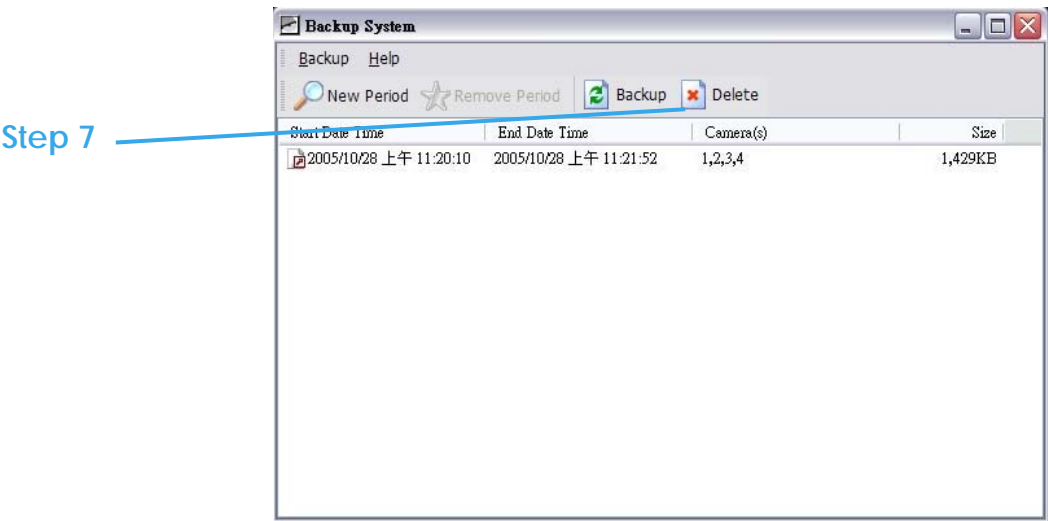 Backup System
Backup Help
New Period Remove Period Backup Delete
Step 7
Start Date Time End Date Time Camera(s) Size
2005/10/28 上午 11:20:10 2005/10/28 上午 11:21:52 1,2,3,4 1,429KB